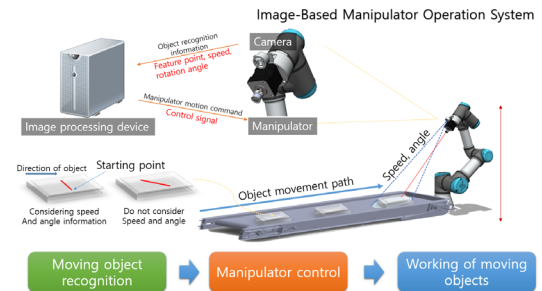 Image-Based Manipulator Operation System
Object recognition
information
Feature point, speed,
rotation angle
Camera
Manipulator motion command
Control signal
Image processing device
Manipulator
Speed, angle
Direction of object
Starting point
Object movement path
Considering speed
And angle information
Do not consider
Speed and angle
Moving object
recognition
Manipulator control
Working of moving
objects